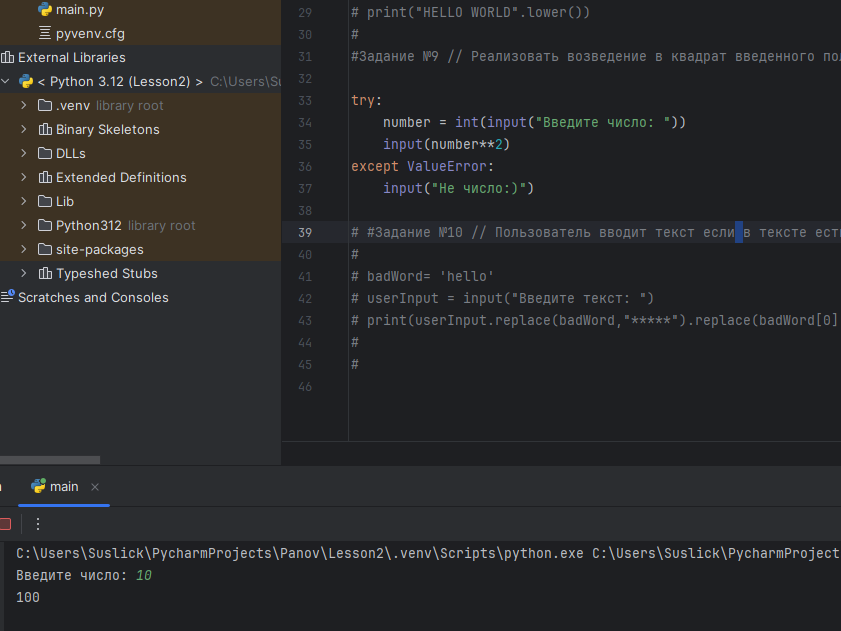 main.py
pyvenv.cfg
External Libraries
< Python 3.12 (Lesson2) > C:\Users\Su
.venv library root
Binary Skeletons
DLLs
Extended Definitions
Lib
Python312 library root
site-packages
Typeshed Stubs
Scratches and Consoles
29 # print("HELLO WORLD".lower())
30 #
31 #Задание №9 // Реализовать возведение в квадрат введенного пол
32
33 try:
34 number = int(input("Введите число: "))
35 input(number**2)
36 except ValueError:
37 input("Не число:)")
38
39 # #Задание №10 // Пользователь вводит текст если в тексте ест
40 #
41 # badWord= 'hello'
42 # userInput = input("Введите текст: ")
43 # print(userInput.replace(badWord,"*****").replace(badWord[0]
44 #
45 #
46
main
C:\Users\Suslick\PycharmProjects\Panov\Lesson2\.venv\Scripts\python.exe C:\Users\Suslick\PycharmProject
Введите число: 10
100